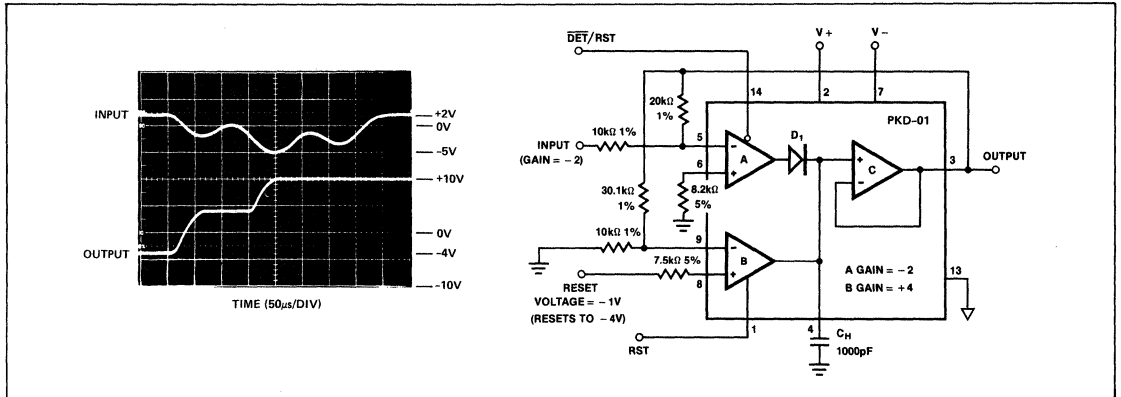 INPUT
+2V
0V
-5V
+10V
0V
OUTPUT
-4V
-10V
TIME (50µs/DIV)
DET/RST
V+
V-
14
2
7
20kΩ
1%
PKD-01
10kΩ 1%
5
D1
INPUT
(GAIN = -2)
-
A
+
6
+
C
-
3
OUTPUT
30.1kΩ
1%
8.2kΩ
5%
10kΩ 1%
9
-
B
+
7.5kΩ 5%
8
RESET
VOLTAGE = -1V
(RESETS TO -4V)
A GAIN = -2
B GAIN = +4
13
1
4
RST
CH
1000pF